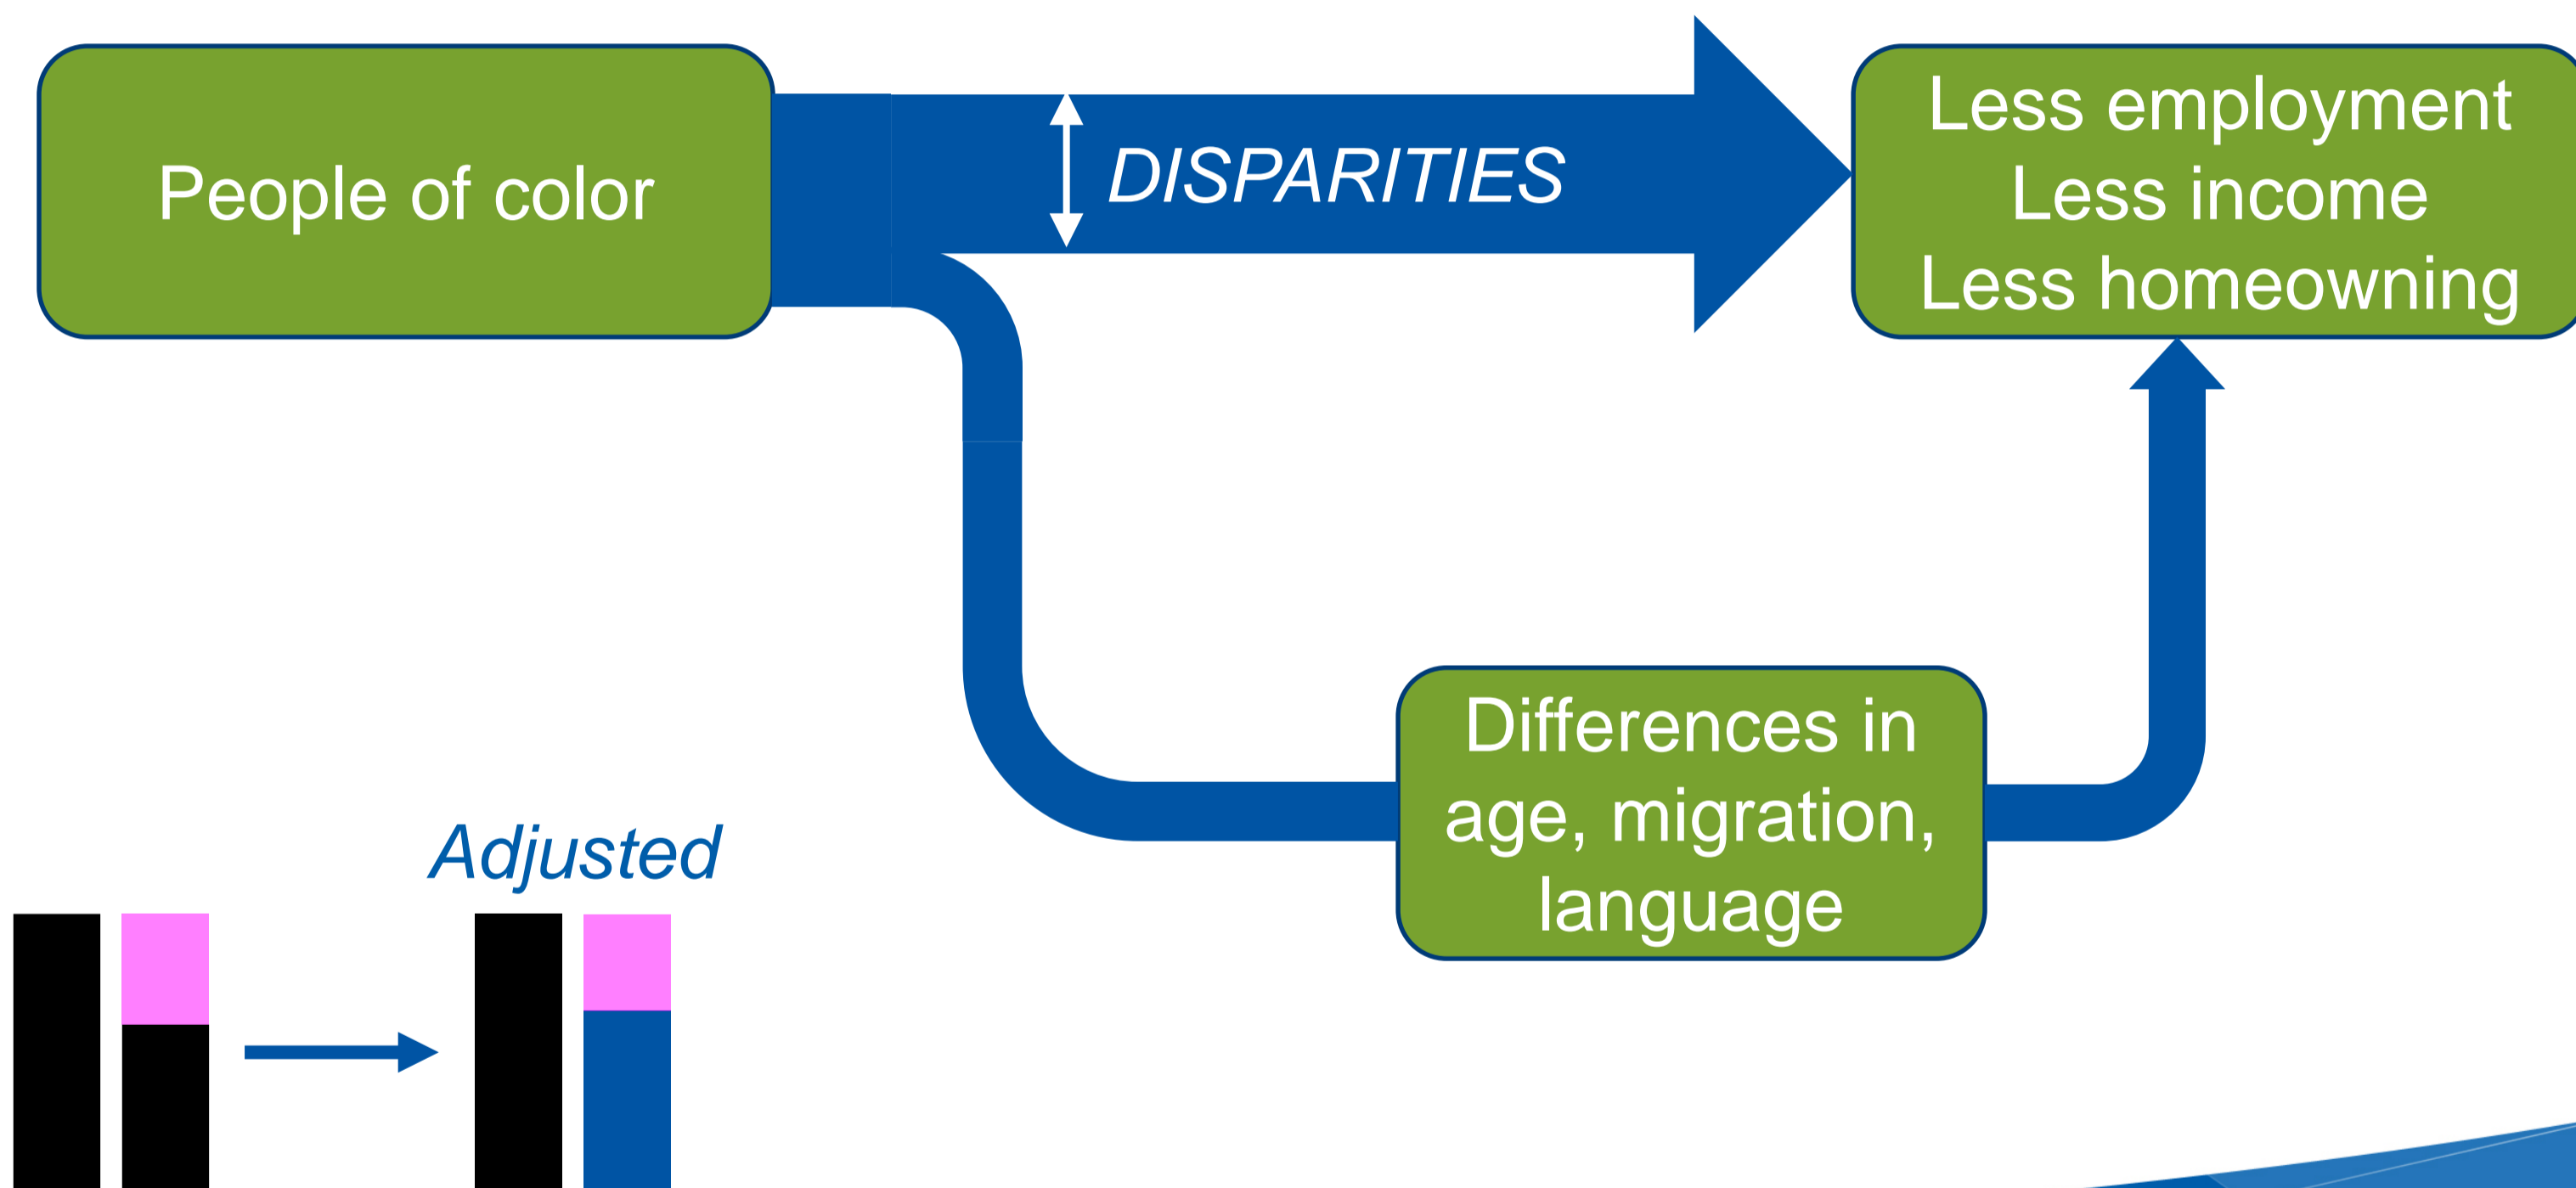 People of color
DISPARITIES
Less employment
Less income
Less homeowning
Differences in
age, migration,
language
Adjusted